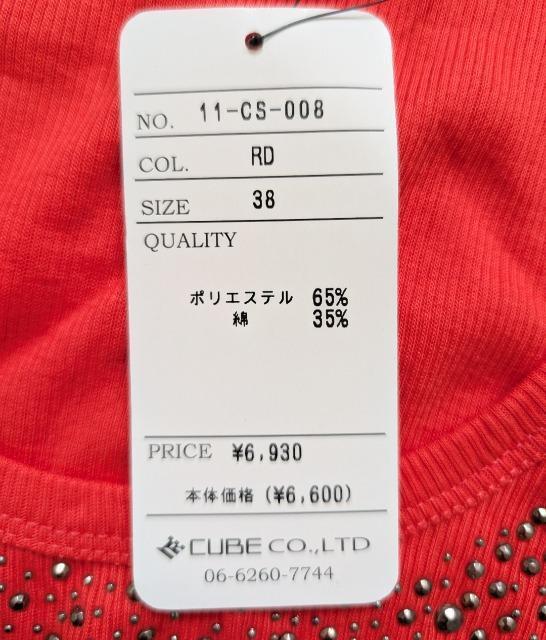 NO. 11-CS-008
COL. RD
SIZE 38
QUALITY
ポリエステル 65%
綿 35%
PRICE ¥6,930
本体価格 (¥6,600)
CUBE CO.,LTD
06-6260-7744